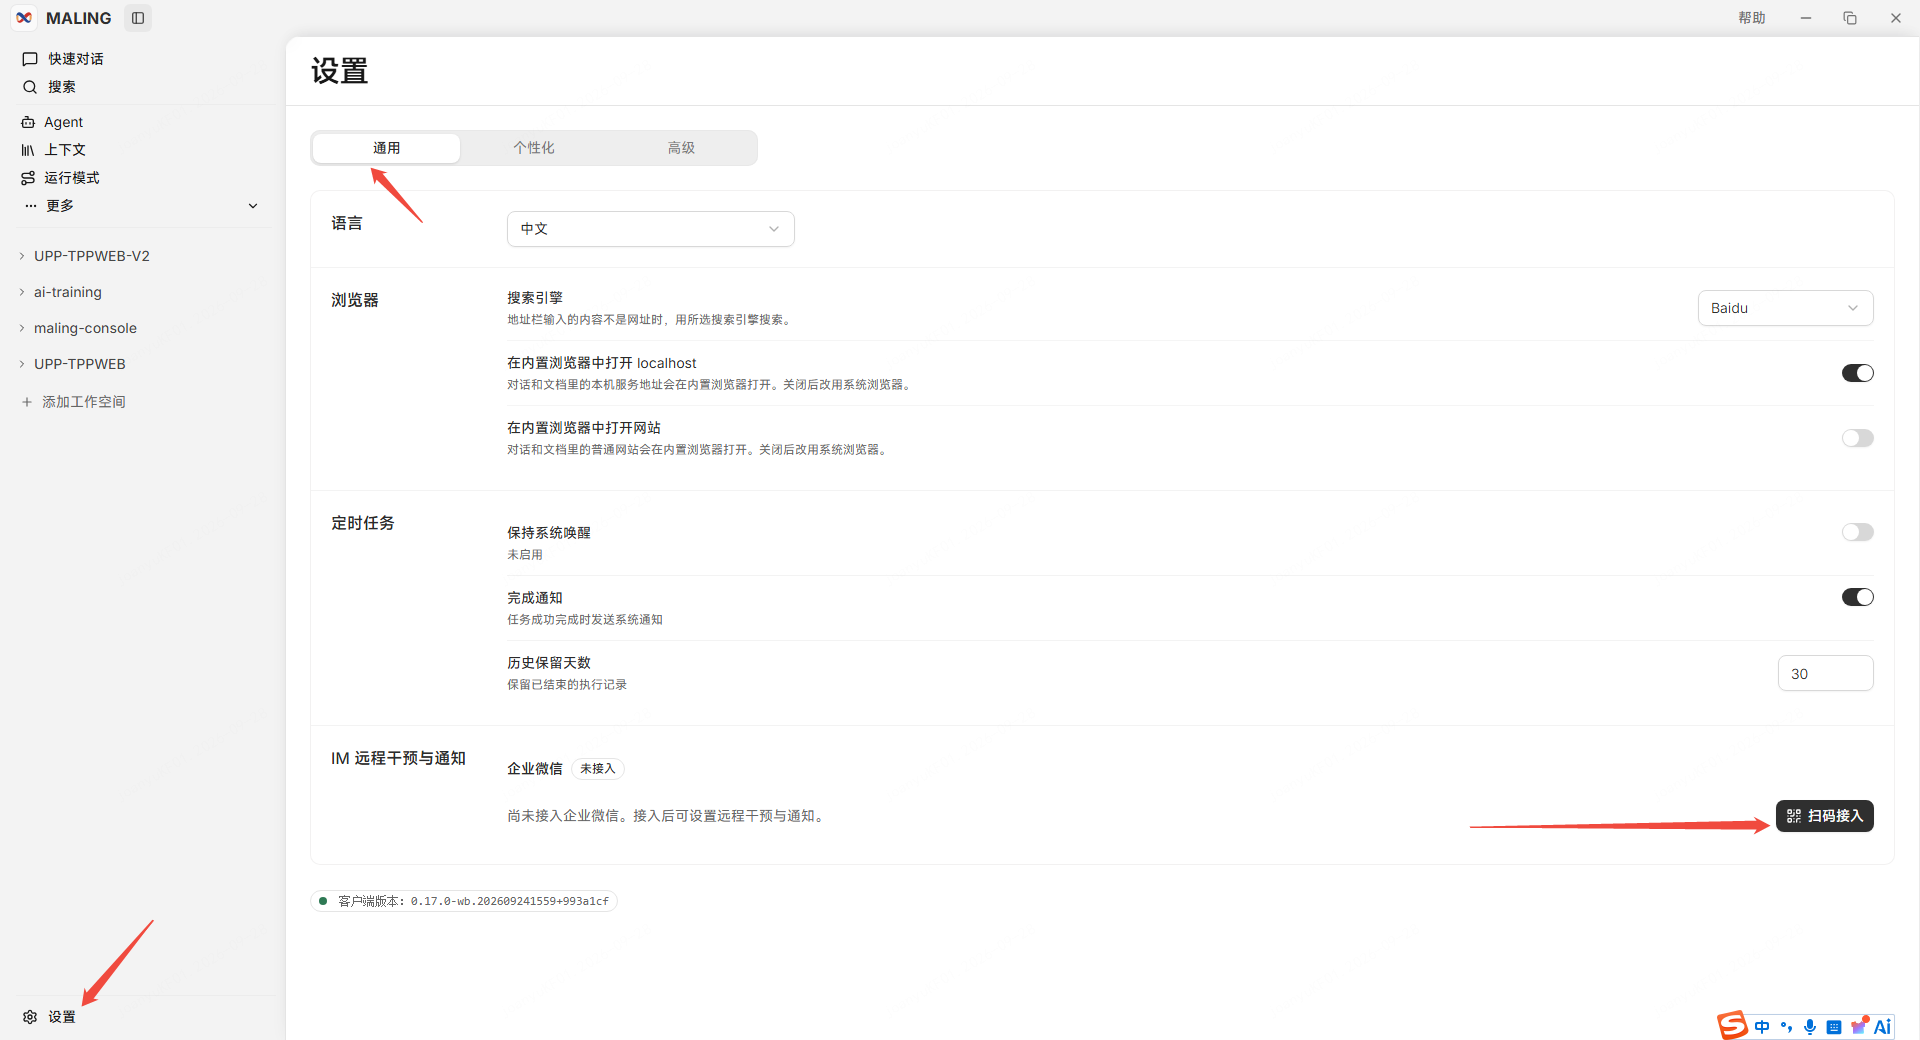 MALING
帮助
快速对话
搜索
Agent
上下文
运行模式
更多
UPP-TPPWEB-V2
ai-training
maling-console
UPP-TPPWEB
添加工作空间
设置
设置
通用 个性化 高级
语言
中文
浏览器
搜索引擎
地址栏输入的内容不是网址时，用所选搜索引擎搜索。
Baidu
在内置浏览器中打开 localhost
对话和文档里的本机服务地址会在内置浏览器打开。关闭后改用系统浏览器。
在内置浏览器中打开网站
对话和文档里的普通网站会在内置浏览器打开。关闭后改用系统浏览器。
定时任务
保持系统唤醒
未启用
完成通知
任务成功完成时发送系统通知
历史保留天数
保留已结束的执行记录
30
IM 远程干预与通知
企业微信 未接入
尚未接入企业微信。接入后可设置远程干预与通知。
扫码接入
客户端版本: 0.17.0-wb.202609241559+993a1cf
S 中 Ai